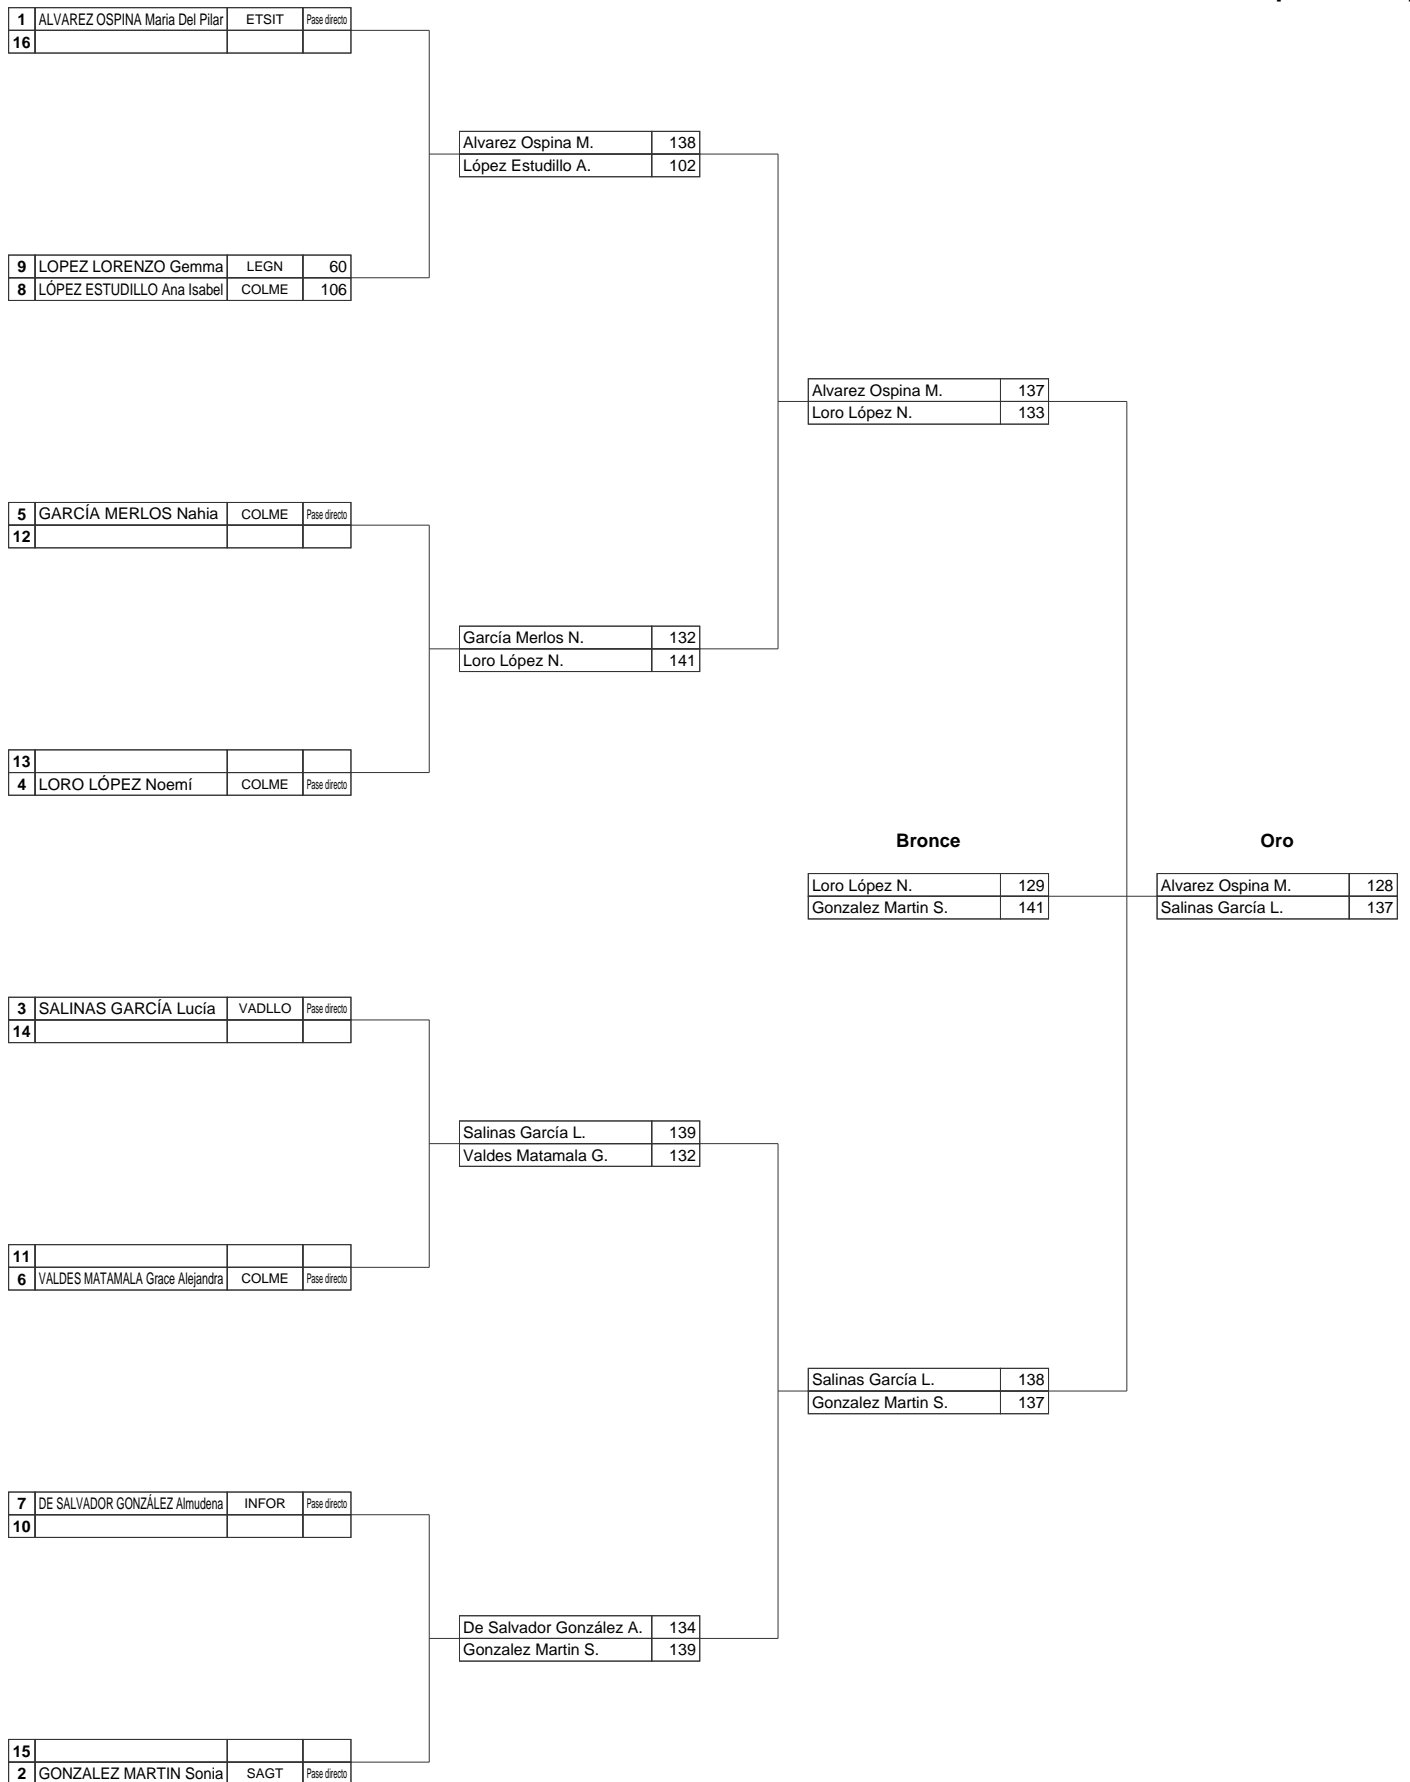 1 ALVAREZ OSPINA Maria Del Pilar ETSIT Pase directo
16
Alvarez Ospina M. 138
López Estudillo A. 102
9 LOPEZ LORENZO Gemma LEGN 60
8 LÓPEZ ESTUDILLO Ana Isabel COLME 106
Alvarez Ospina M. 137
Loro López N. 133
5 GARCÍA MERLOS Nahia COLME Pase directo
12
García Merlos N. 132
Loro López N. 141
13
4 LORO LÓPEZ Noemí COLME Pase directo
Bronce Oro
Loro López N. 129 Alvarez Ospina M. 128
Gonzalez Martin S. 141 Salinas García L. 137
3 SALINAS GARCÍA Lucía VADLLO Pase directo
14
Salinas García L. 139
Valdes Matamala G. 132
11
6 VALDES MATAMALA Grace Alejandra COLME Pase directo
Salinas García L. 138
Gonzalez Martin S. 137
7 DE SALVADOR GONZÁLEZ Almudena INFOR Pase directo
10
De Salvador González A. 134
Gonzalez Martin S. 139
15
2 GONZALEZ MARTIN Sonia SAGT Pase directo